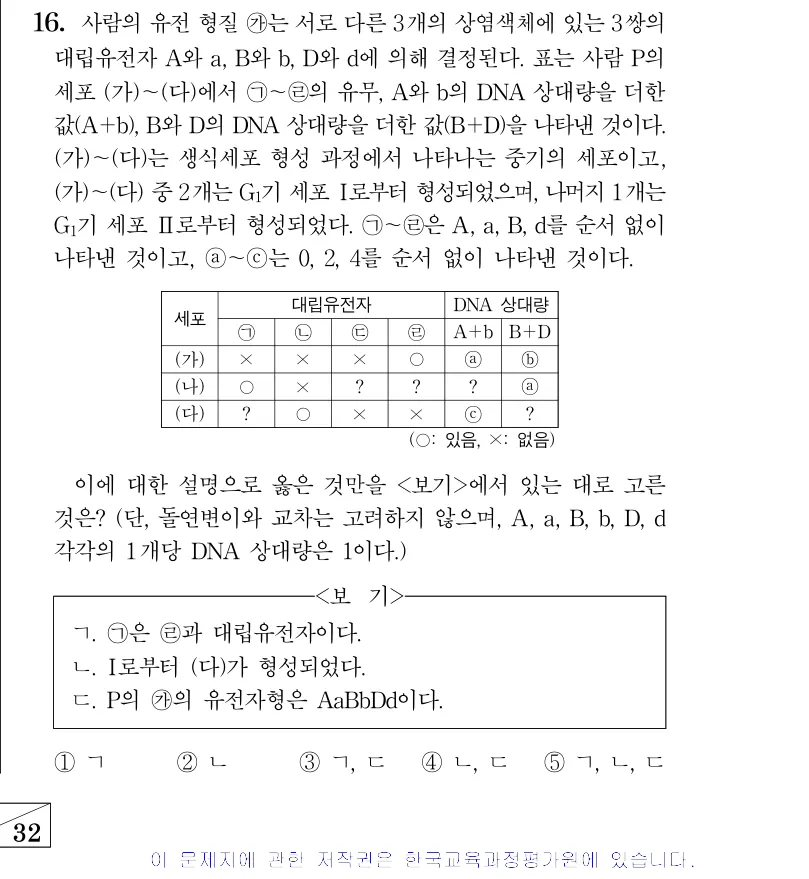 16. 사람의 유전 형질 ㉮는 서로 다른 3개의 상염색체에 있는 3쌍의
대립유전자 A와 a, B와 b, D와 d에 의해 결정된다. 표는 사람 P의
세포 (가)~(다)에서 ㉠~㉣의 유무, A와 b의 DNA 상대량을 더한
값(A+b), B와 D의 DNA 상대량을 더한 값(B+D)을 나타낸 것이다.
(가)~(다)는 생식세포 형성 과정에서 나타나는 중기의 세포이고,
(가)~(다) 중 2개는 G₁기 세포 Ⅰ로부터 형성되었으며, 나머지 1개는
G₁기 세포 Ⅱ로부터 형성되었다. ㉠~㉣은 A, a, B, d를 순서 없이
나타낸 것이고, ⓐ~ⓒ는 0, 2, 4를 순서 없이 나타낸 것이다.
세포 대립유전자 DNA 상대량
㉠ ㉡ ㉢ ㉣ A+b B+D
(가) × × × ○ ⓐ ⓑ
(나) ○ × ? ? ? ⓐ
(다) ? ○ × × ⓒ ?
(○: 있음, ×: 없음)
이에 대한 설명으로 옳은 것만을 <보기>에서 있는 대로 고른
것은? (단, 돌연변이와 교차는 고려하지 않으며, A, a, B, b, D, d
각각의 1개당 DNA 상대량은 1이다.)
<보 기>
ㄱ. ㉠은 ㉣과 대립유전자이다.
ㄴ. Ⅰ로부터 (다)가 형성되었다.
ㄷ. P의 ㉮의 유전자형은 AaBbDd이다.
① ㄱ ② ㄴ ③ ㄱ, ㄷ ④ ㄴ, ㄷ ⑤ ㄱ, ㄴ, ㄷ
32
이 문제지에 관한 저작권은 한국교육과정평가원에 있습니다.